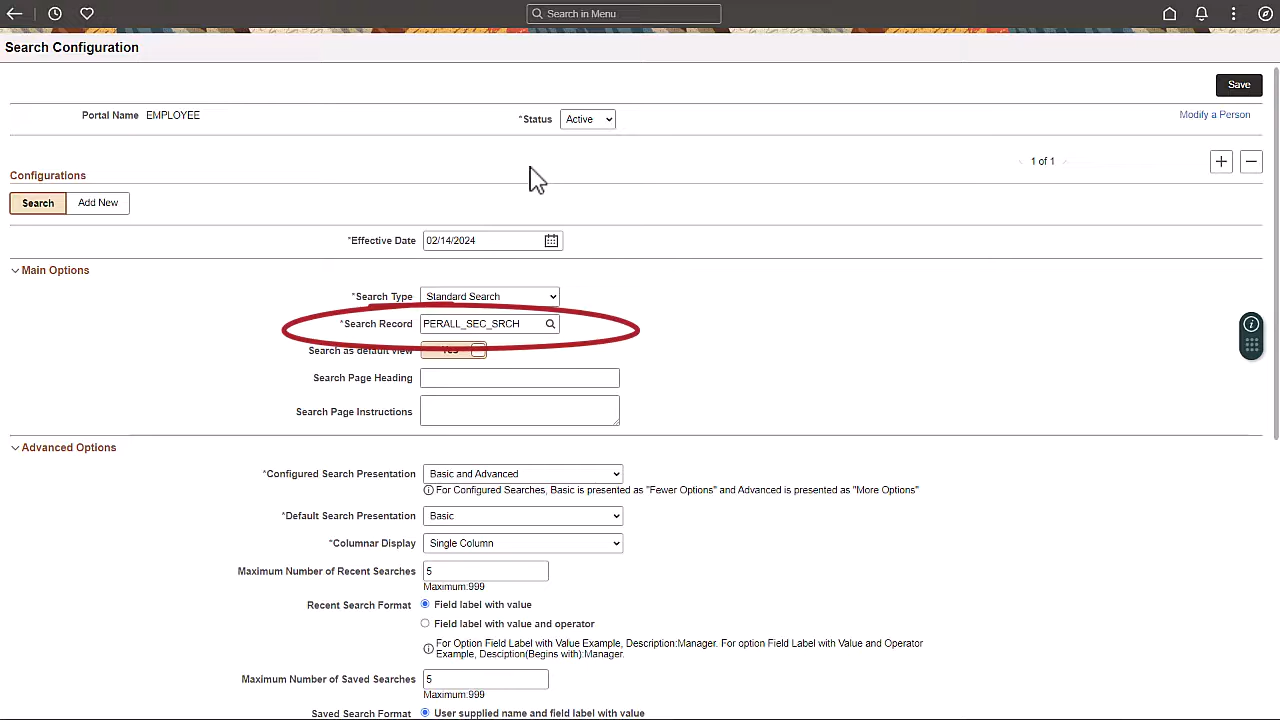 Search in Menu
Search Configuration
Save
Portal Name EMPLOYEE *Status Active Modify a Person
1 of 1
Configurations
Search Add New
*Effective Date 02/14/2024
Main Options
*Search Type Standard Search
*Search Record PERALL_SEC_SRCH
Search as default view YES
Search Page Heading
Search Page Instructions
Advanced Options
*Configured Search Presentation Basic and Advanced
For Configured Searches, Basic is presented as "Fewer Options" and Advanced is presented as "More Options"
*Default Search Presentation Basic
*Columnar Display Single Column
Maximum Number of Recent Searches 5
Maximum:999
Recent Search Format Field label with value
Field label with value and operator
For Option Field Label with Value Example, Description:Manager. For option Field Label with Value and Operator
Example, Desciption(Begins with):Manager.
Maximum Number of Saved Searches 5
Maximum:999
Saved Search Format User supplied name and field label with value